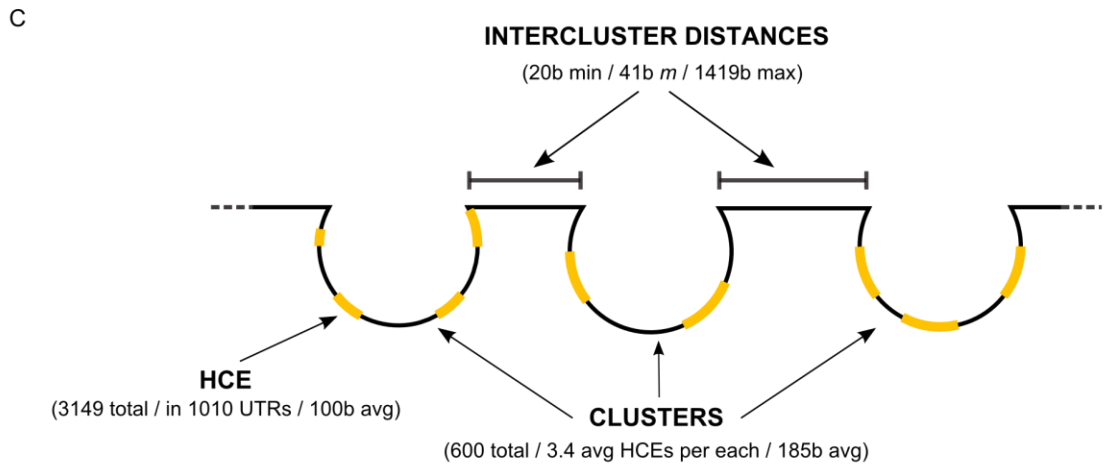 C
INTERCLUSTER DISTANCES
(20b min / 41b m / 1419b max)
HCE
(3149 total / in 1010 UTRs / 100b avg)
CLUSTERS
(600 total / 3.4 avg HCEs per each / 185b avg)